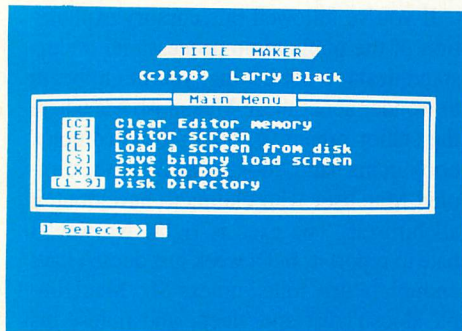 TITLE MAKER
(c)1989 Larry Black
Main Menu
[C] Clear Editor memory
[E] Editor screen
[L] Load a screen from disk
[S] Save binary load screen
[X] Exit to DOS
[1-9] Disk Directory
] Select >